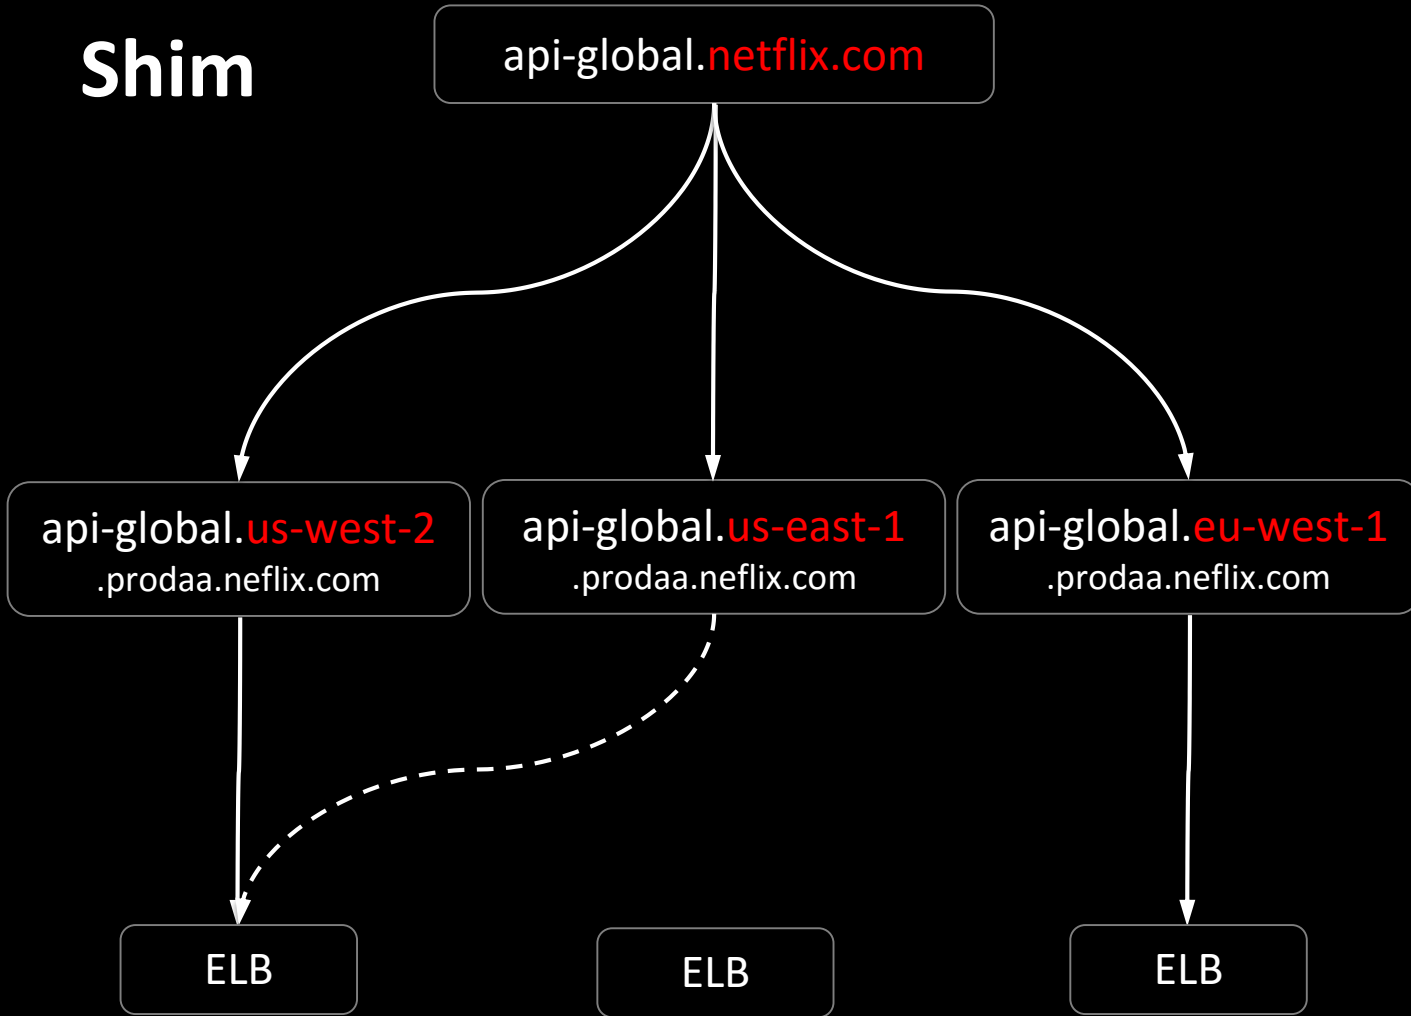 Shim
api-global.netflix.com
api-global.us-west-2
.prodaa.neflix.com
api-global.us-east-1
.prodaa.neflix.com
api-global.eu-west-1
.prodaa.neflix.com
ELB
ELB
ELB